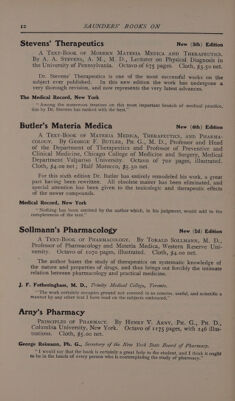 12 SAUNDERS' BOOKS ON
Stevens' Therapeutics New (5th) Edition
A TEXT-BOOK OF MODERN MATERIA MEDICA AND THERAPEUTICS.
By A. A. STEVENS, A. M., M. D., Lecturer on Physical Diagnosis in
the University of Pennsylvania. Octavo of 675 pages. Cloth, $3.50 net.
Dr. Stevens' Therapeutics is one of the most successful works on the
subject ever published. In this new edition the work has undergone a
very thorough revision, and now represents the very latest advances.
The Medical Record, New York
"Among the numerous treatises on this most important branch of medical practice,
this by Dr. Stevens has ranked with the best."
Butler's Materia Medica New (6th) Edition
A TEXT-BOOK OF MATERIA MEDICA, THERAPEUTICS, AND PHARMA-
COLOGY. By GEORGE F. BUTLER, PH. G., M. D., Professor and Head
of the Department of Therapeutics and Professor of Preventive and
Clinical Medicine, Chicago College of Medicine and Surgery, Medical
Department Valparaiso University. Octavo of 702 pages, illustrated.
Cloth, $4.00 net; Half Morocco, $5.50 net.
For this sixth edition Dr. Butler has entirely remodeled his work, a great
part having been rewritten. All obsolete matter has been eliminated, and
special attention has been given to the toxicologic and therapeutic effects
of the newer compounds.
Medical Record, New York
"Nothing has been omitted by the author which, in his judgment, would add to the
completeness of the text."
Sollmann's Pharmacology New (2d) Edition
A TEXT-BOOK OF PHARMACOLOGY. By TORALD SOLLMANN, M. D.,
Professor of Pharmacology and Materia Medica, Western Reserve Uni-
versity. Octavo of 1070 pages, illustrated. Cloth, $4.00 net.
The author bases the study of therapeutics on systematic knowledge of
the nature and properties of drugs, and thus brings out forcibly the intimate
relation between pharmacology and practical medicine.
J. F. Fotheringham, M. D., Trinity Medical College, Toronto.
"The work certainly occupies ground not covered in so concise, useful, and scientific a
manner by any other text I have read on the subjects embraced."
Arny's Pharmacy
PRINCIPLES OF PHARMACY. By HENRY V. ARNY, PH. G., PH. D.,
Columbia University, New York. Octavo of 1175 pages, with 246 illus-
trations. Cloth, $5.00 net.
George Reimann, Ph. G., Secretary of the New York State Board of Pharmacy.
"I would say that the book is certainly a great help to the student, and I think it ought
to be in the hands of every person who is contemplating the study of pharmacy."